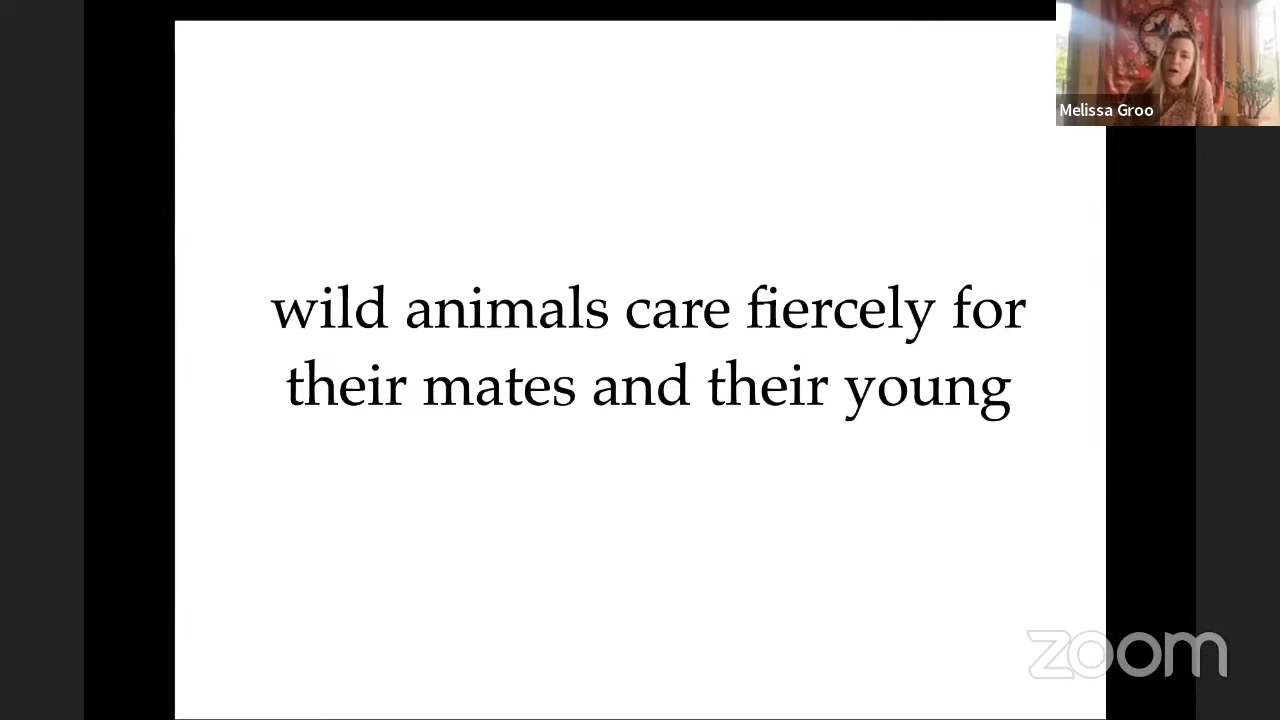 Melissa Groo
wild animals care fiercely for
their mates and their young
zoom